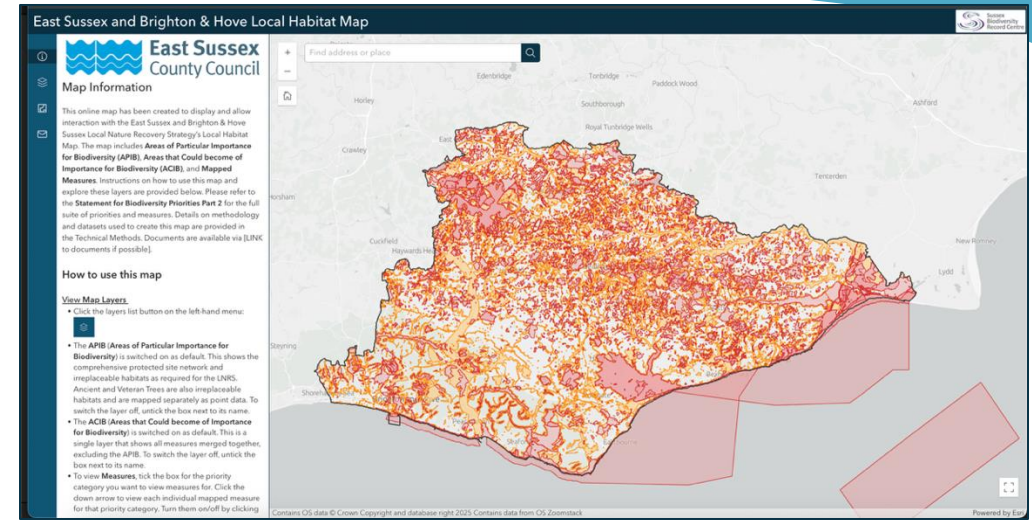 East Sussex and Brighton & Hove Local Habitat Map
Sussex
Biodiversity
Record Centre
East Sussex
County Council
Map Information
This online map has been created to display and allow
interaction with the East Sussex and Brighton & Hove
Sussex Local Nature Recovery Strategy's Local Habitat
Map. The map includes Areas of Particular Importance
for Biodiversity (APIB), Areas that Could become of
Importance for Biodiversity (ACIB), and Mapped
Measures. Instructions on how to use this map and
explore these layers are provided below. Please refer to
the Statement for Biodiversity Priorities Part 2 for the full
suite of priorities and measures. Details on methodology
and datasets used to create this map are provided in
the Technical Methods. Documents are available via [LINK
to documents if possible].
How to use this map
View Map Layers
• Click the layers list button on the left-hand menu:
• The APIB (Areas of Particular Importance for
Biodiversity) is switched on as default. This shows the
comprehensive protected site network and
irreplaceable habitats as required for the LNRS.
Ancient and Veteran Trees are also irreplaceable
habitats and are mapped separately as point data. To
switch the layer off, untick the box next to its name.
• The ACIB (Areas that Could become of Importance
for Biodiversity) is switched on as default. This is a
single layer that shows all measures merged together,
excluding the APIB. To switch the layer off, untick the
box next to its name.
• To view Measures, tick the box for the priority
category you want to view measures for. Click the
down arrow to view each individual mapped measure
for that priority category. Turn them on/off by clicking
+
Find address or place
−
Edenbridge
Tonbridge
Paddock Wood
Horley
Southborough
Ashford
Royal Tunbridge Wells
East
Crawley
Tenterden
Horsham
Cuckfield
Haywards He
New Romney
Lydd
Steyning
Shoreham
Contains OS data © Crown Copyright and database right 2025 Contains data from OS Zoomstack
Powered by Esri